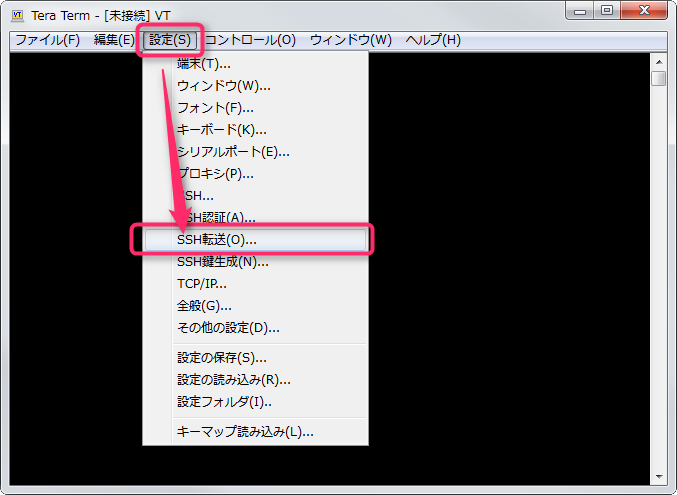 VT Tera Term - [未接続] VT
ファイル(F) 編集(E) 設定(S) コントロール(O) ウィンドウ(W) ヘルプ(H)
端末(T)...
ウィンドウ(W)...
フォント(F)...
キーボード(K)...
シリアルポート(E)...
プロキシ(P)...
SH...
SH認証(A)...
SSH転送(O)...
SSH鍵生成(N)...
TCP/IP...
全般(G)...
その他の設定(D)...
設定の保存(S)...
設定の読み込み(R)...
設定フォルダ(I)..
キーマップ読み込み(L)...